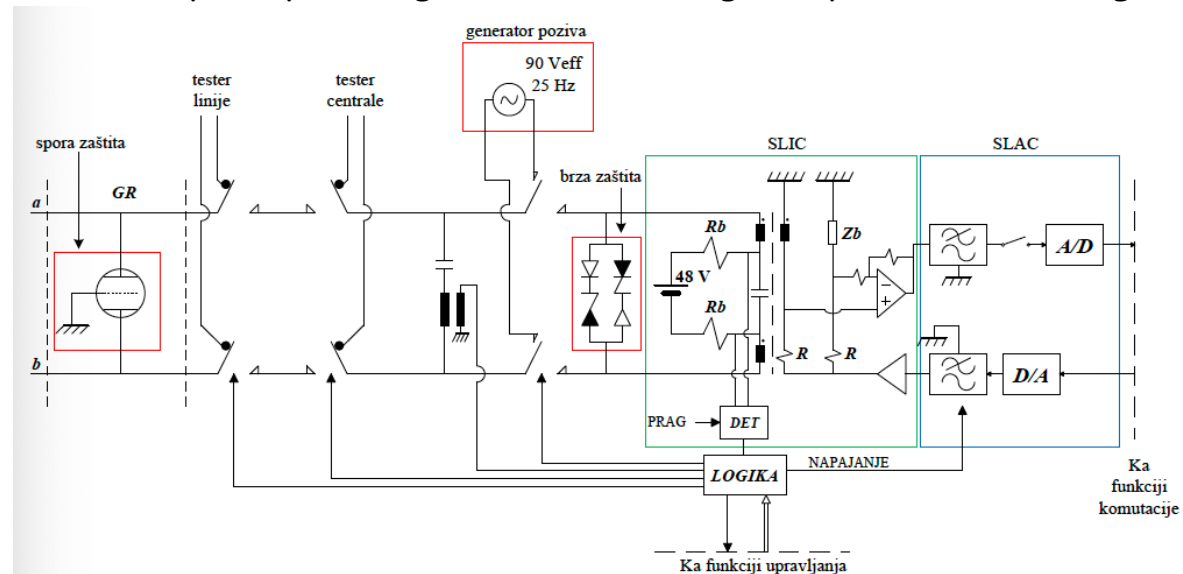 generator poziva
90 Veff
25 Hz
tester
linije
tester
centrale
spora zaštita
GR
a
b
brza zaštita
SLIC
SLAC
Rb
48 V
Rb
Zb
R
R
A/D
D/A
PRAG
DET
LOGIKA
NAPAJANJE
Ka
funkciji
komutacije
Ka funkciji upravljanja